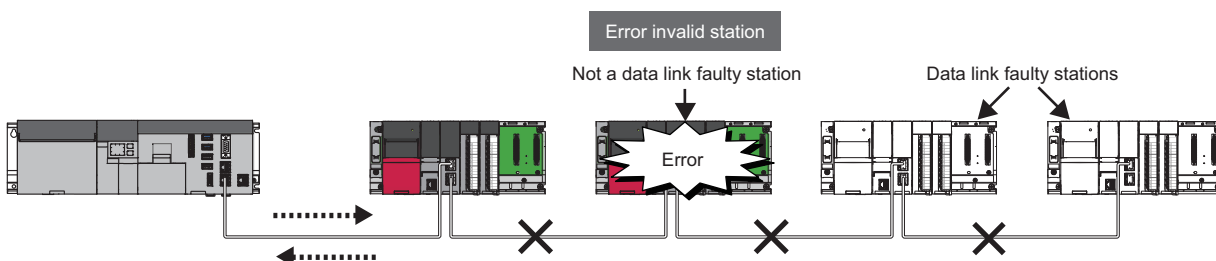 Error invalid station
Not a data link faulty station
Data link faulty stations
Error